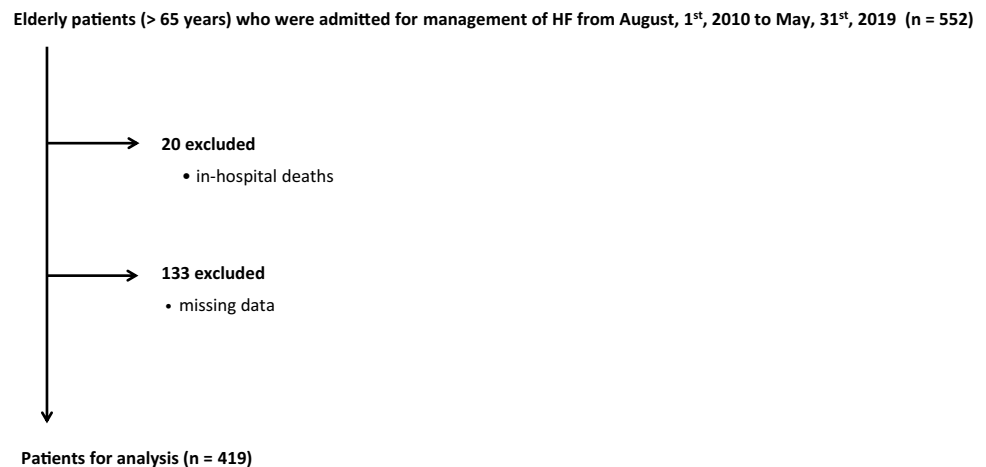 Elderly patients (> 65 years) who were admitted for management of HF from August, 1st, 2010 to May, 31st, 2019 (n = 552)
20 excluded
• in-hospital deaths
133 excluded
• missing data
Patients for analysis (n = 419)